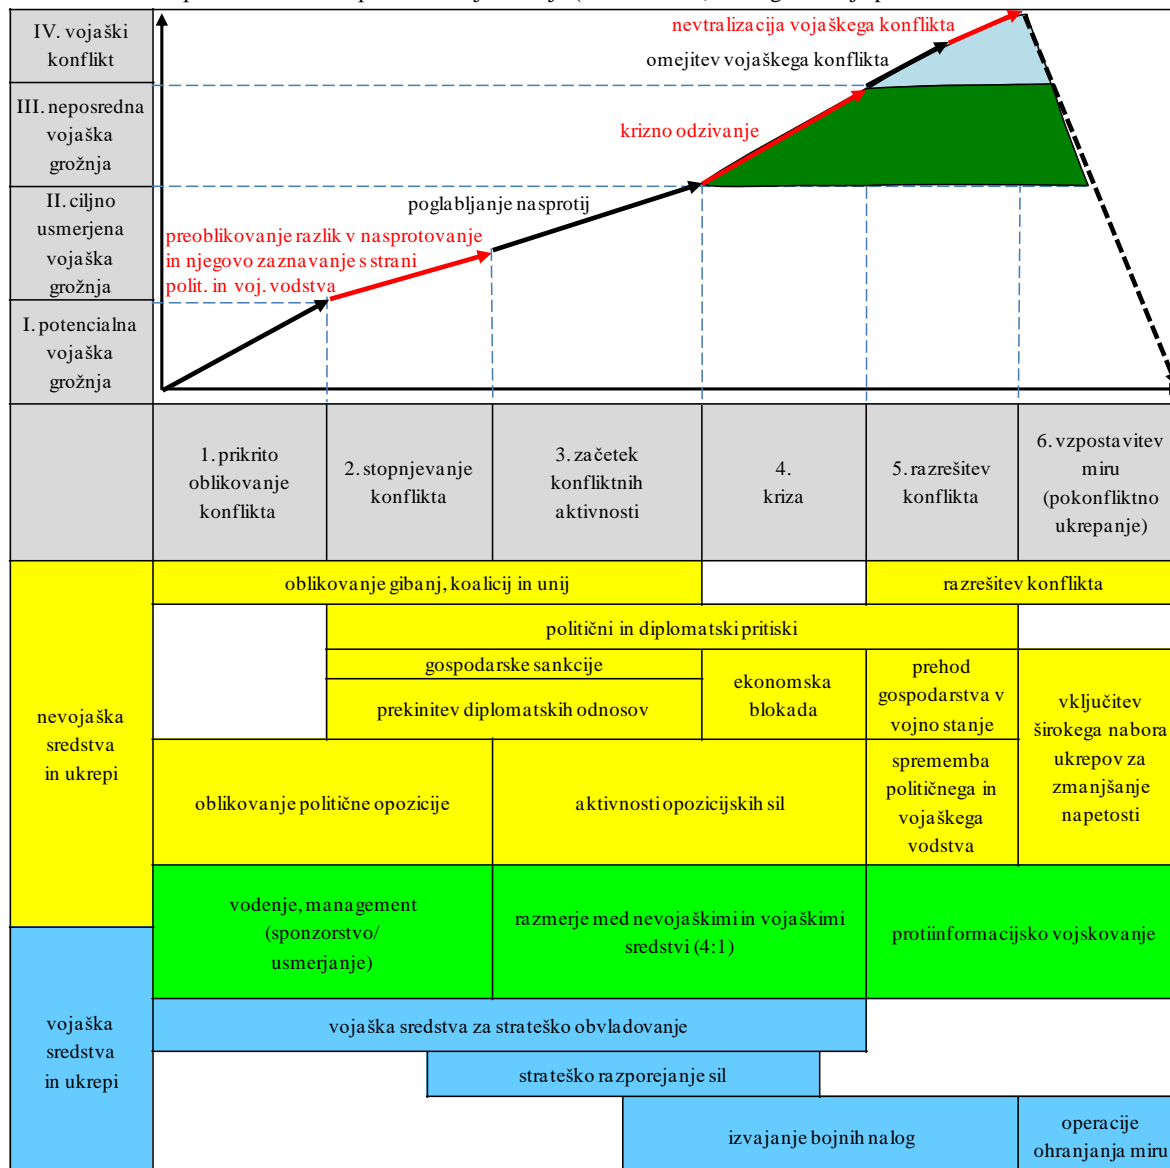 IV. vojaški
konflikt
III. neposredna
vojaška
grožnja
II. ciljno
usmerjena
vojaška
grožnja
I. potencialna
vojaška
grožnja
nevtralizacija vojaškega konflikta
omejitev vojaškega konflikta
krizno odzivanje
poglabljanje nasprotij
preoblikovanje razlik v nasprotovanje
in njegovo zaznavanje s strani
polit. in voj. vodstva
1. prikrito
oblikovanje
konflikta
2. stopnjevanje
konflikta
3. začetek
konfliktnih
aktivnosti
4.
kriza
5. razrešitev
konflikta
6. vzpostavitev
miru
(pokonfliktno
ukrepanje)
nevojaška
sredstva
in ukrepi
oblikovanje gibanj, koalicij in unij
razrešitev konflikta
politični in diplomatski pritiski
gospodarske sankcije
prekinitev diplomatskih odnosov
ekonomska
blokada
prehod
gospodarstva v
vojno stanje
vključitev
širokega nabora
ukrepov za
zmanjšanje
napetosti
oblikovanje politične opozicije
aktivnosti opozicijskih sil
sprememba
političnega in
vojaškega
vodstva
vodenje, management
(sponzorstvo/
usmerjanje)
razmerje med nevojaškimi in vojaškimi
sredstvi (4:1)
protiinformacijsko vojskovanje
vojaška
sredstva
in ukrepi
vojaška sredstva za strateško obvladovanje
strateško razporejanje sil
izvajanje bojnih nalog
operacije
ohranjanja miru